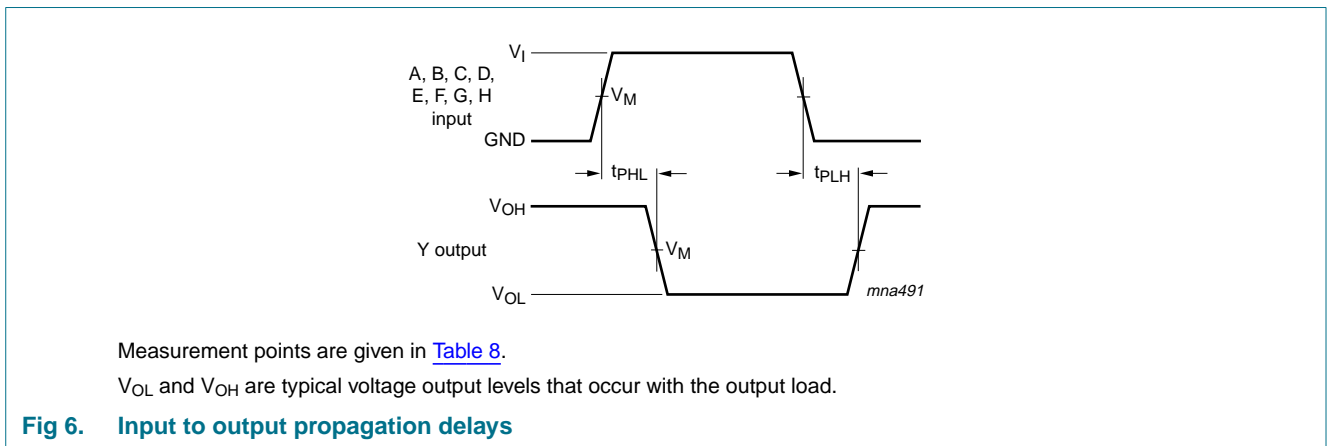 VI
A, B, C, D,
E, F, G, H
input
VM
GND
tPHL
tPLH
VOH
Y output
VM
VOL
mna491
Measurement points are given in Table 8.
VOL and VOH are typical voltage output levels that occur with the output load.
Fig 6. Input to output propagation delays